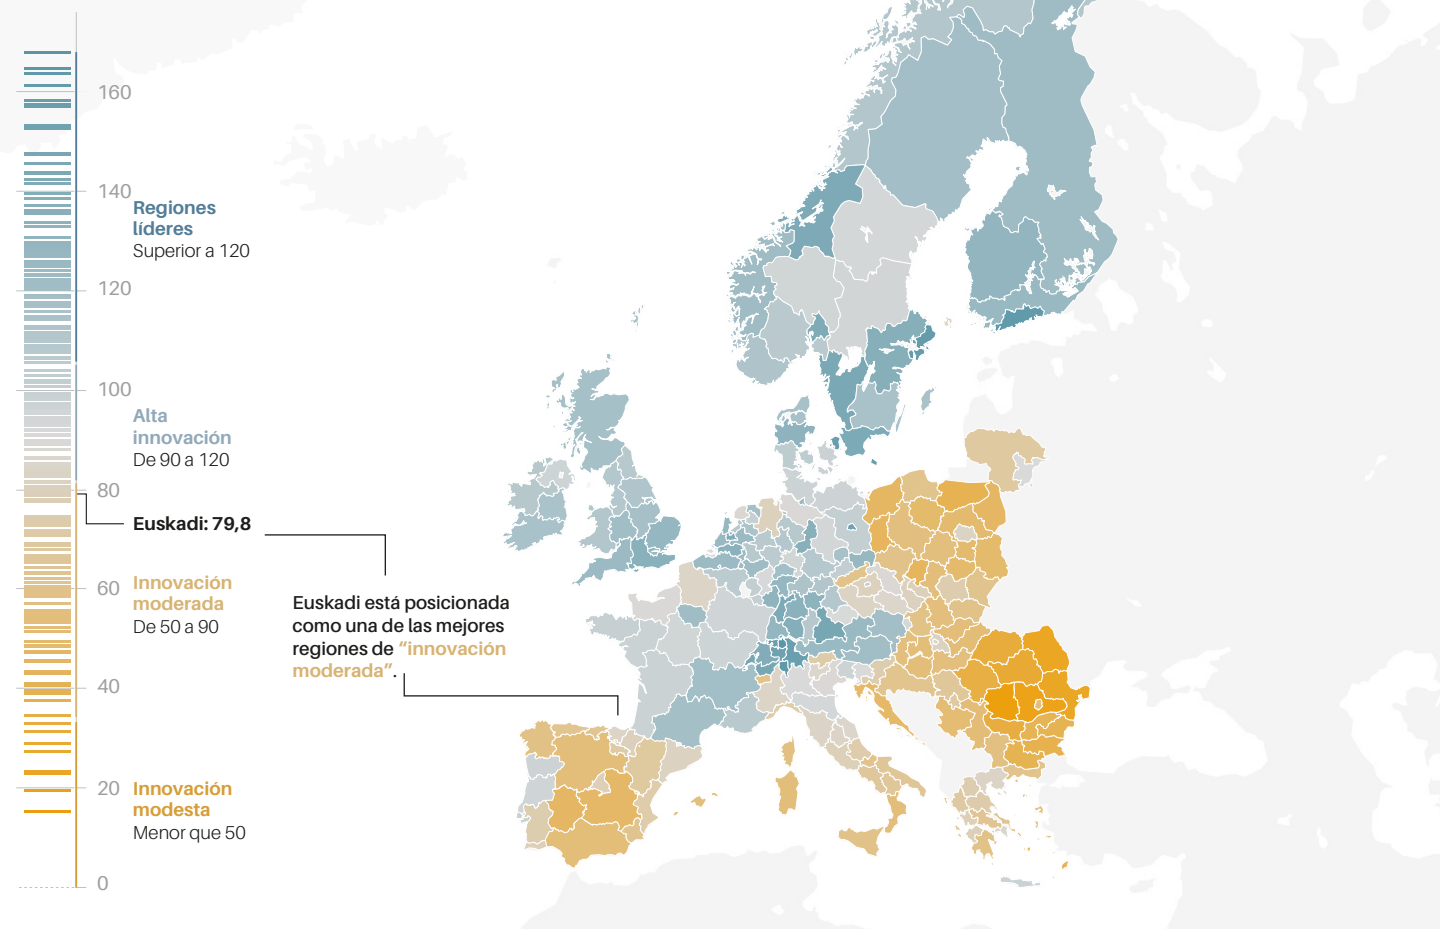 160
140
Regiones
líderes
Superior a 120
120
100
Alta
innovación
De 90 a 120
80
Euskadi: 79,8
Innovación
moderada
De 50 a 90
60
Euskadi está posicionada
como una de las mejores
regiones de “innovación
moderada”.
40
20
Innovación
modesta
Menor que 50
0